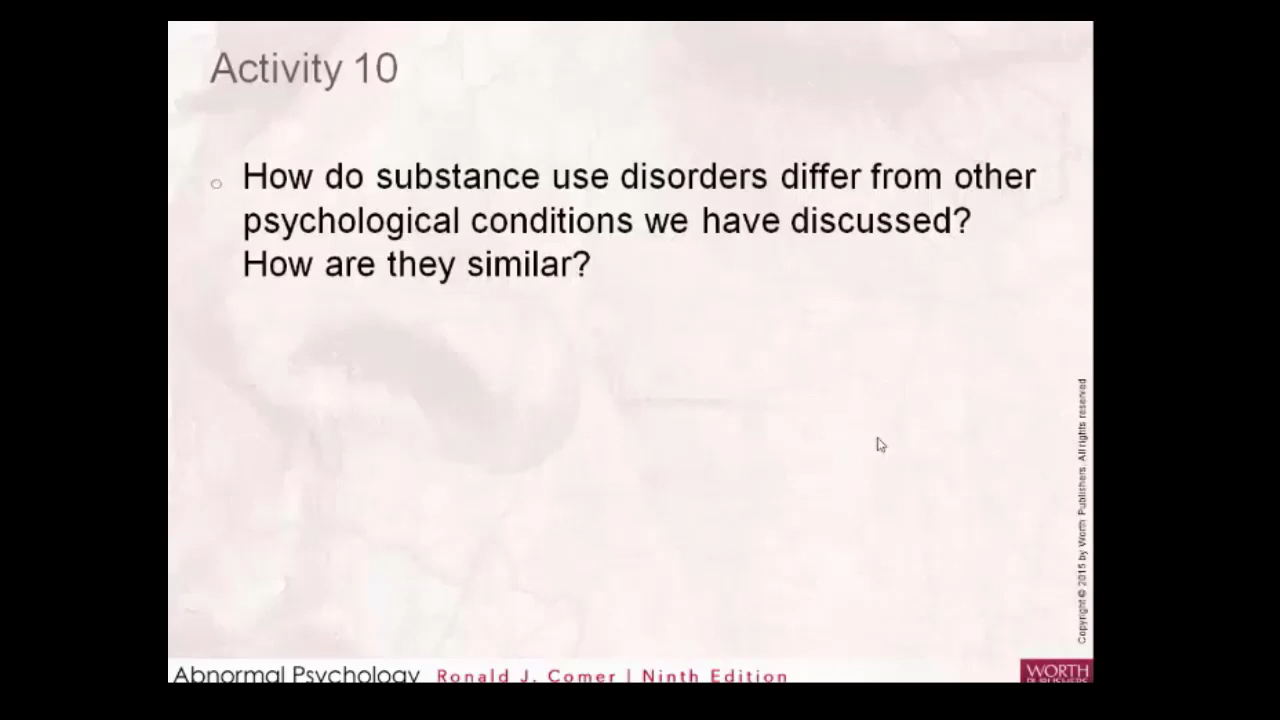 Activity 10
How do substance use disorders differ from other
psychological conditions we have discussed?
How are they similar?
Copyright © 2015 by Worth Publishers. All rights reserved
Abnormal Psychology Ronald J. Comer | Ninth Edition
WORTH
PUBLISHERS